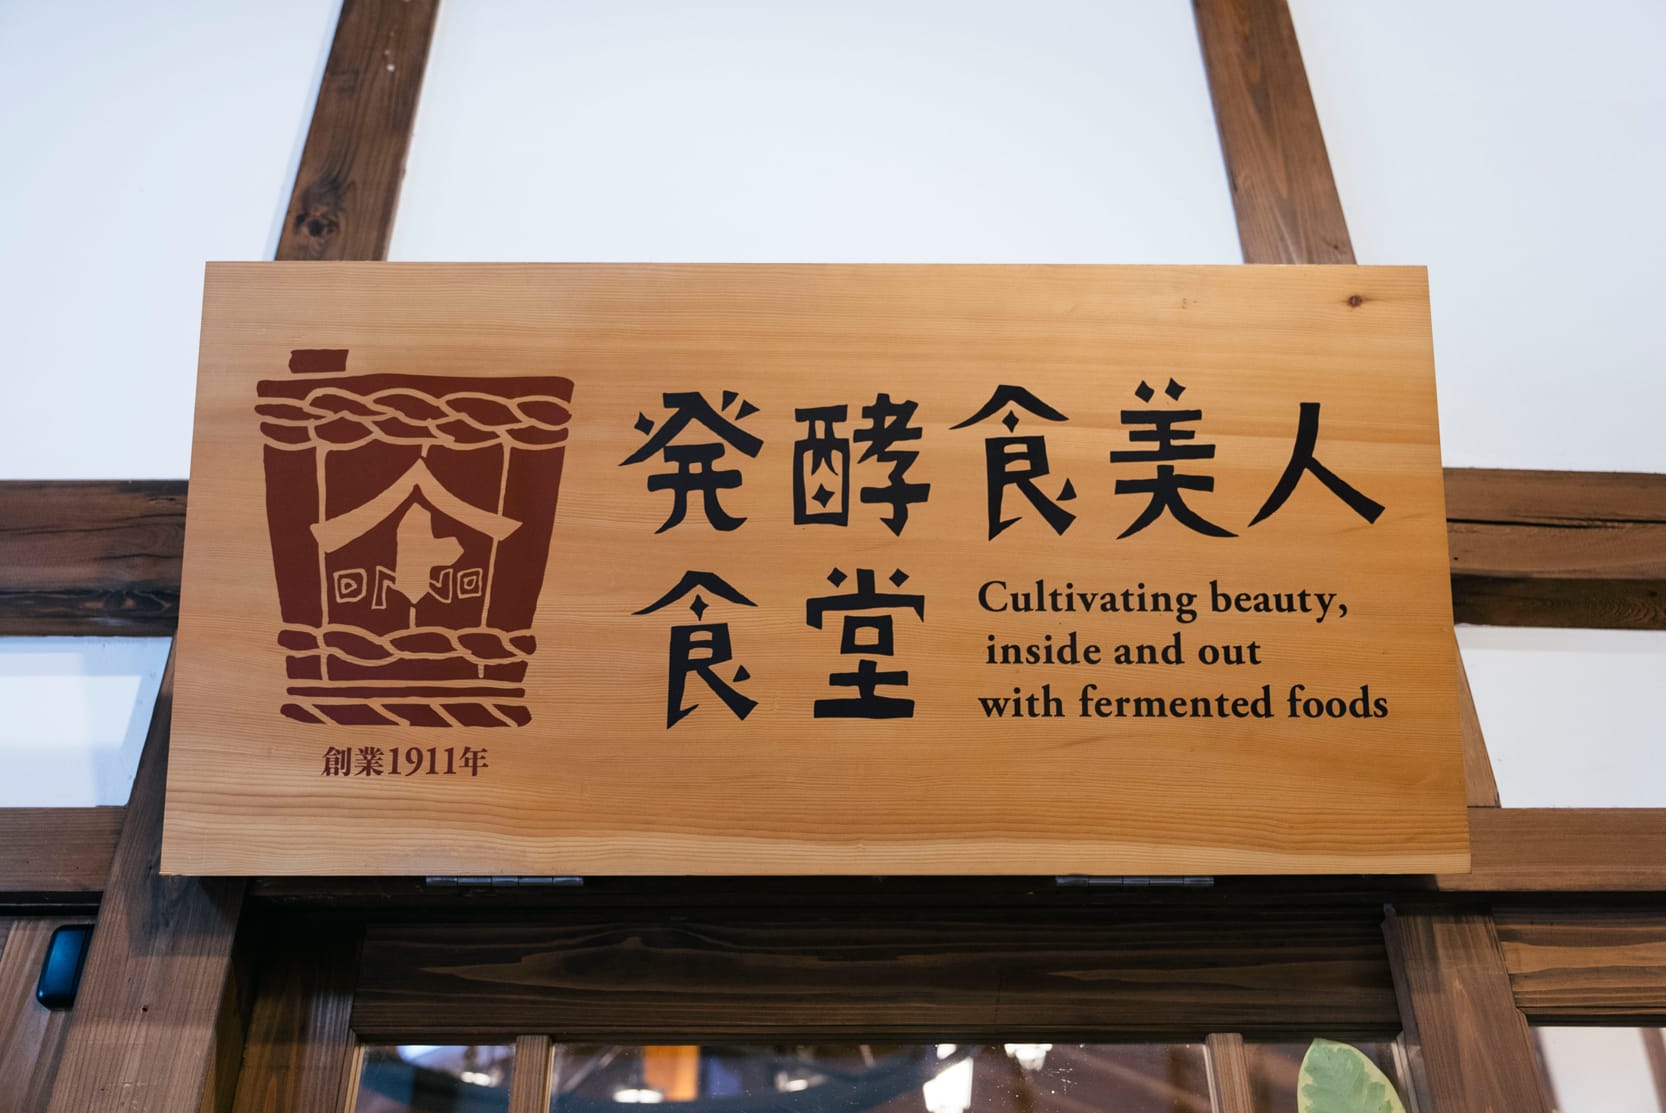 発酵食美人
食堂
Cultivating beauty,
inside and out
with fermented foods
創業1911年